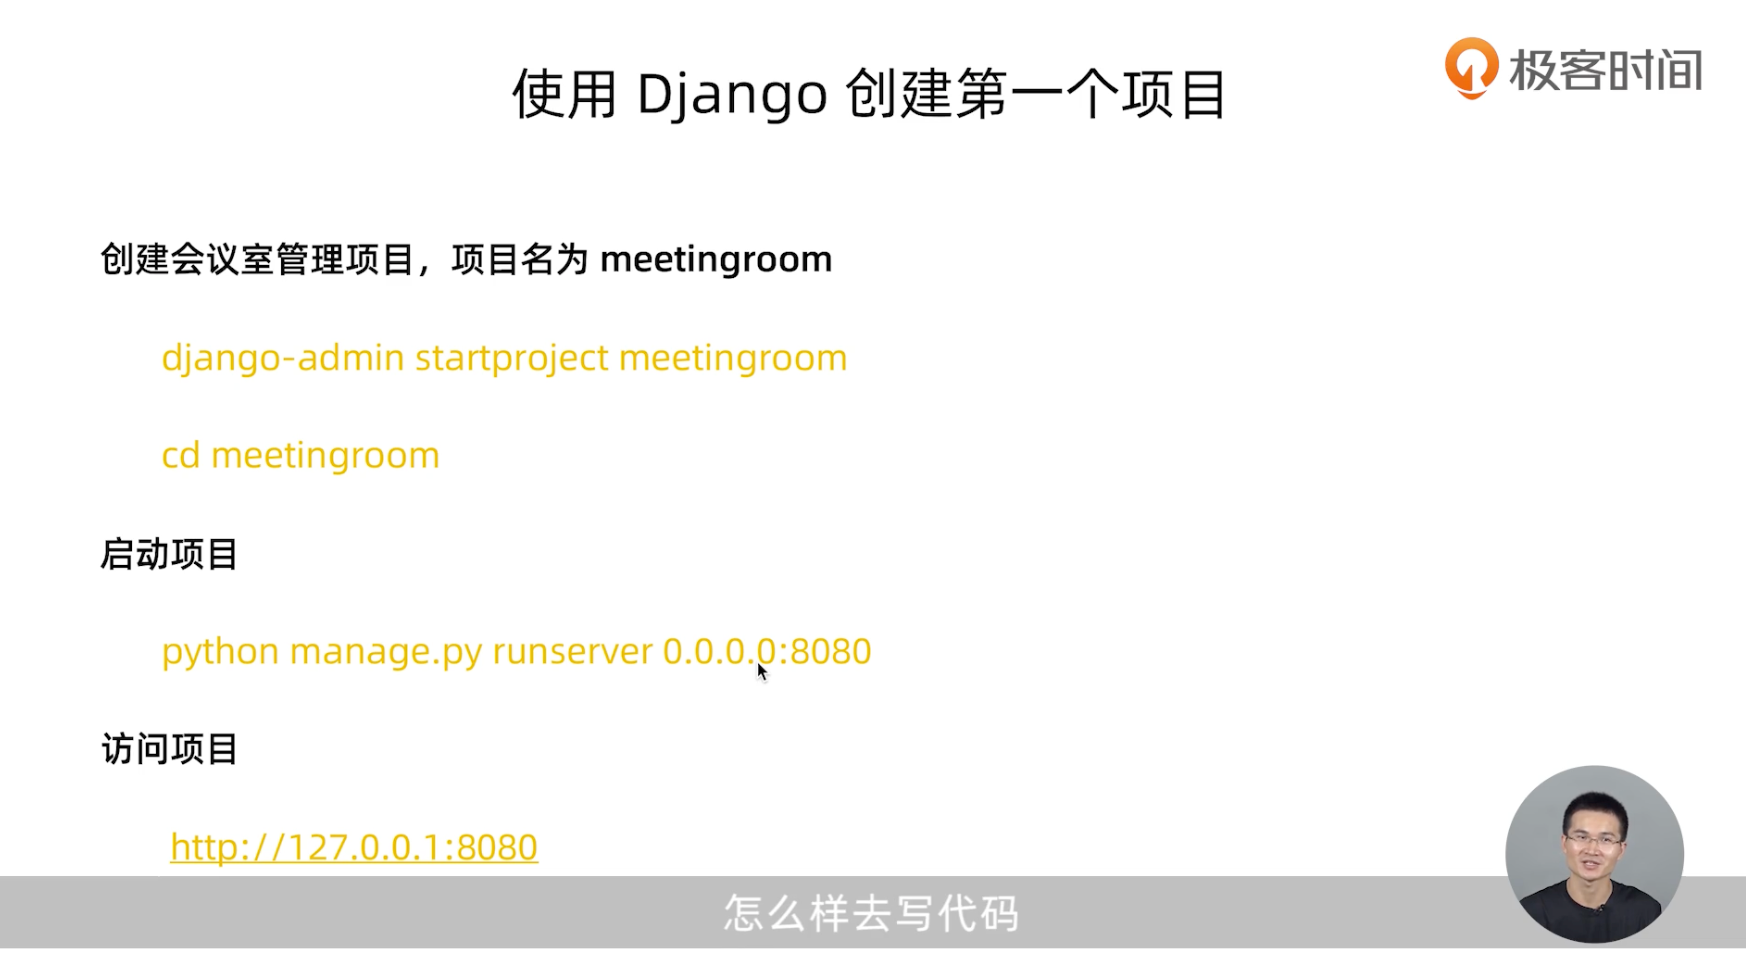 极客时间
使用 Django 创建第一个项目
创建会议室管理项目，项目名为 meetingroom
django-admin startproject meetingroom
cd meetingroom
启动项目
python manage.py runserver 0.0.0.0:8080
访问项目
http://127.0.0.1:8080
怎么样去写代码